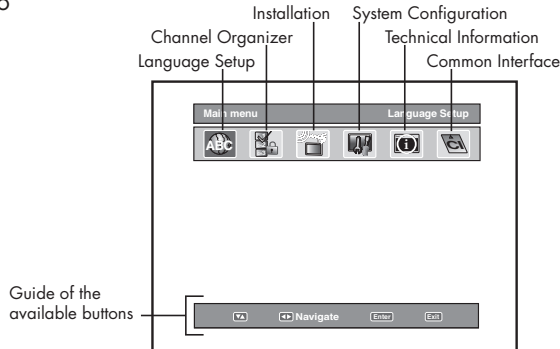 Installation
System Configuration
Channel Organizer
Technical Information
Language Setup
Common Interface
Main menu
Language Setup
ABC
CI
Guide of the
available buttons
Navigate
Enter
Exit